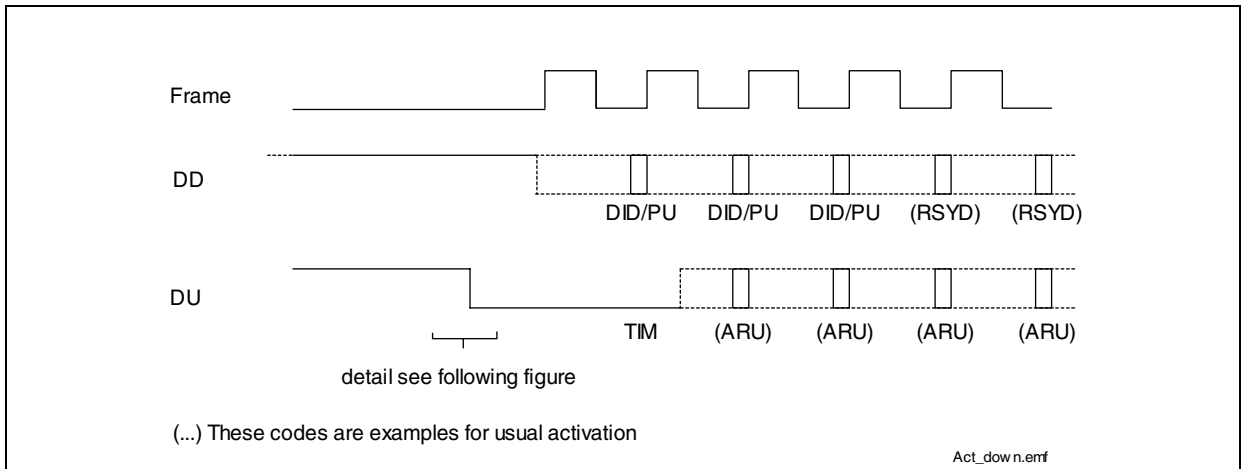 Frame
DD
DID/PU DID/PU DID/PU (RSYD) (RSYD)
DU
TIM (ARU) (ARU) (ARU) (ARU)
detail see following figure
(...) These codes are examples for usual activation
Act_down.emf